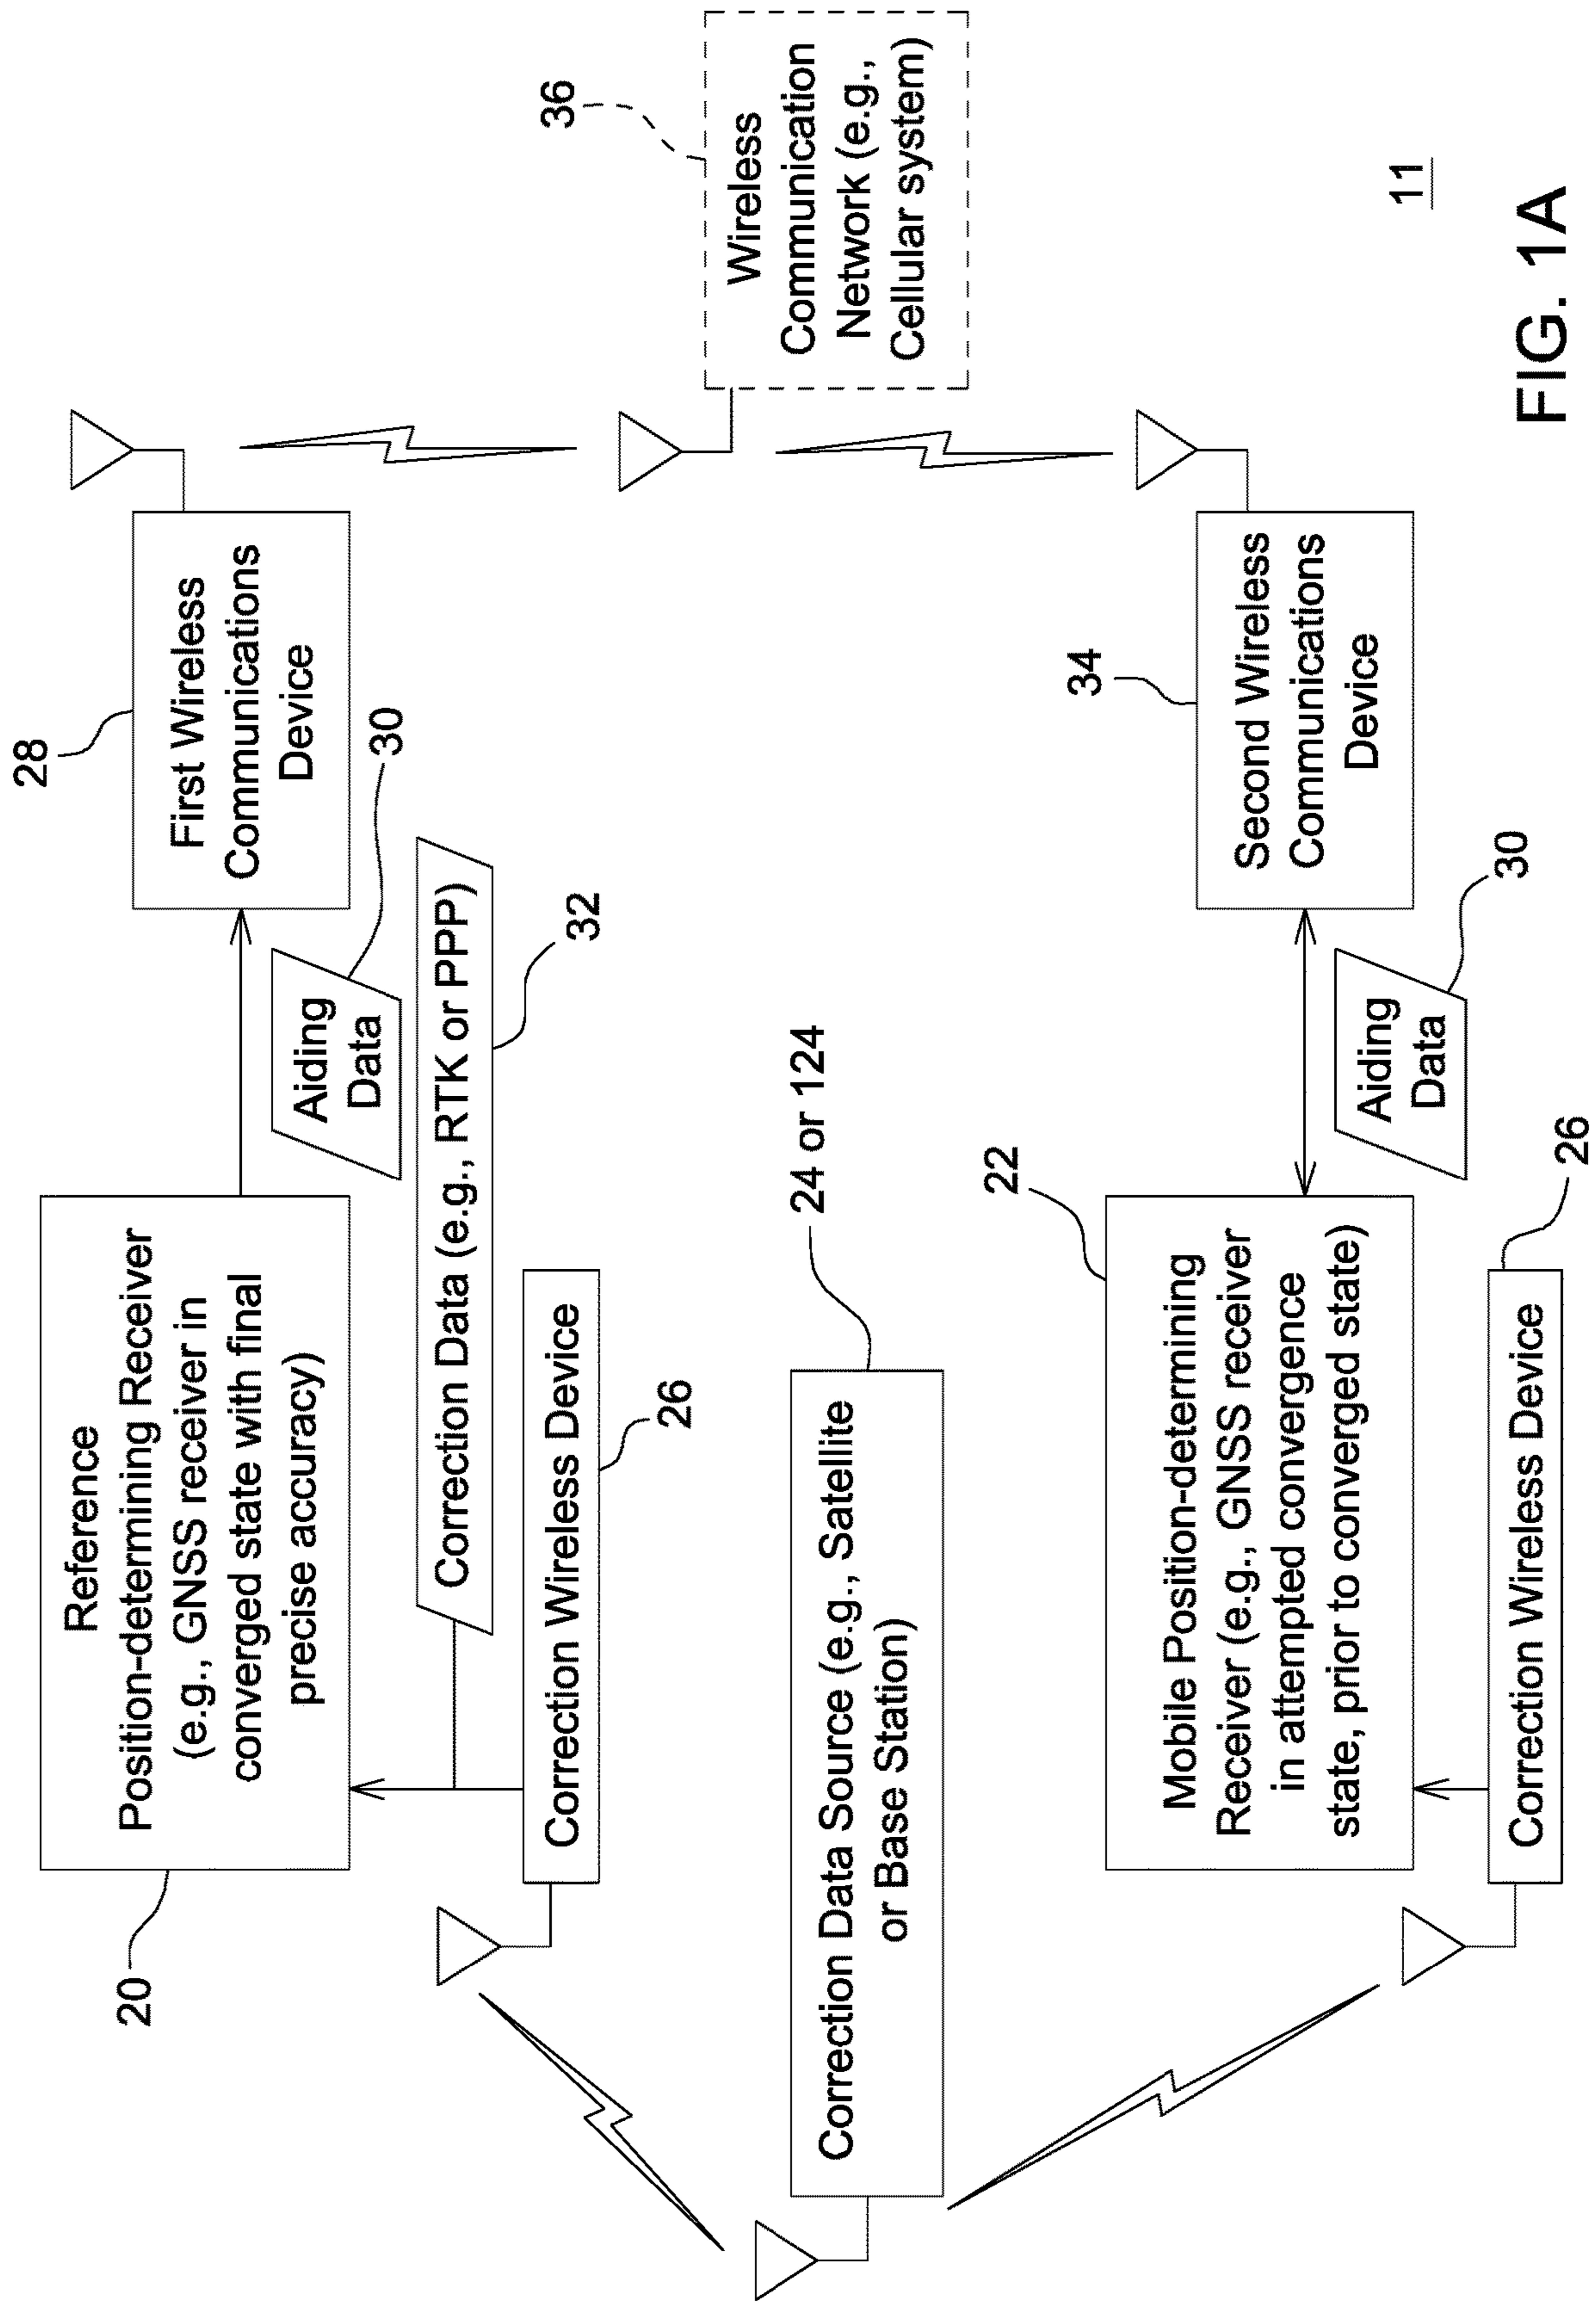 20
Reference
Position-determining Receiver
(e.g., GNSS receiver in
converged state with final
precise accuracy)
28
First Wireless
Communications
Device
Aiding
Data
30
Correction Data (e.g., RTK or PPP)
32
Correction Wireless Device
26
Correction Data Source (e.g., Satellite
or Base Station)
24 or 124
36
Wireless
Communication
Network (e.g.,
Cellular system)
22
Mobile Position-determining
Receiver (e.g., GNSS receiver
in attempted convergence
state, prior to converged state)
34
Second Wireless
Communications
Device
Aiding
Data
30
Correction Wireless Device
26
11
FIG. 1A